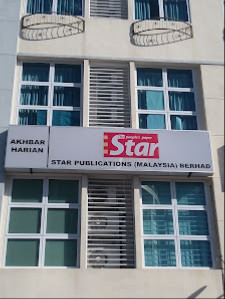 AKHBAR
HARIAN
the people's paper
Star
STAR PUBLICATIONS (MALAYSIA) BERHAD